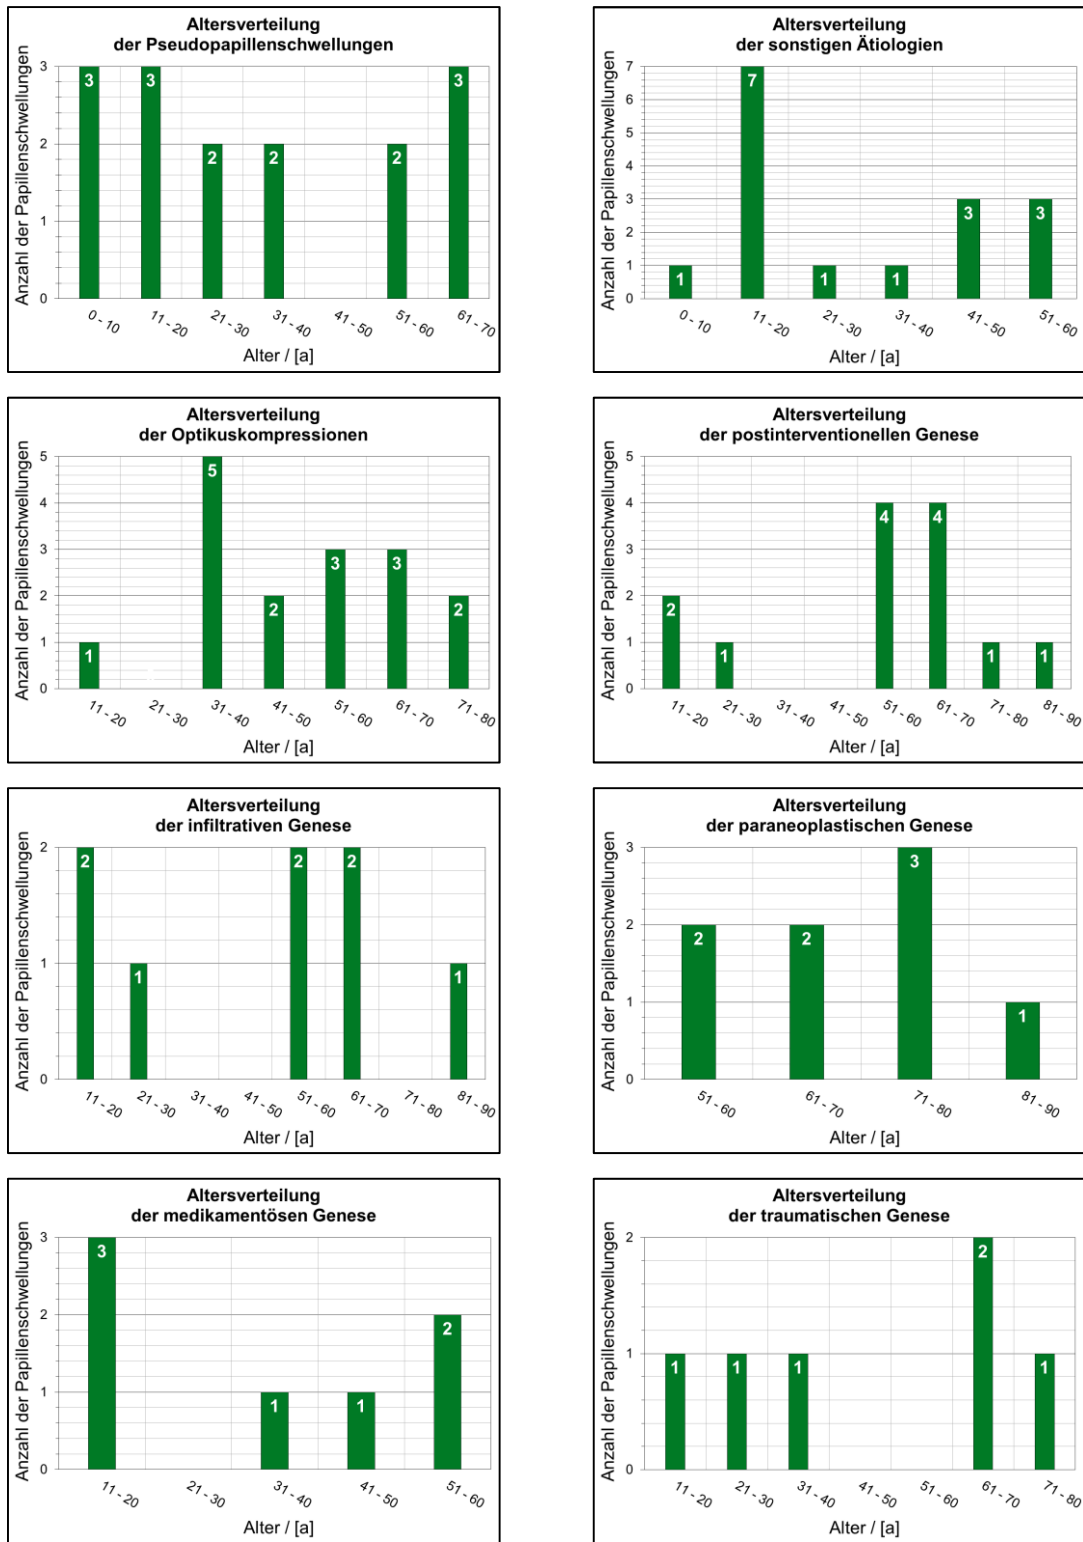 Altersverteilung
der Pseudopapillenschwellungen
Anzahl der Papillenschwellungen
3
2
1
0
3
3
2
2
2
3
0 - 10
11 - 20
21 - 30
31 - 40
41 - 50
51 - 60
61 - 70
Alter / [a]
Altersverteilung
der sonstigen Ätiologien
Anzahl der Papillenschwellungen
7
6
5
4
3
2
1
0
1
7
1
1
3
3
0 - 10
11 - 20
21 - 30
31 - 40
41 - 50
51 - 60
Alter / [a]
Altersverteilung
der Optikuskompressionen
Anzahl der Papillenschwellungen
5
4
3
2
1
0
1
5
2
3
3
2
11 - 20
21 - 30
31 - 40
41 - 50
51 - 60
61 - 70
71 - 80
Alter / [a]
Altersverteilung
der postinterventionellen Genese
Anzahl der Papillenschwellungen
5
4
3
2
1
0
2
1
4
4
1
1
11 - 20
21 - 30
31 - 40
41 - 50
51 - 60
61 - 70
71 - 80
81 - 90
Alter / [a]
Altersverteilung
der infiltrativen Genese
Anzahl der Papillenschwellungen
2
1
0
2
1
2
2
1
11 - 20
21 - 30
31 - 40
41 - 50
51 - 60
61 - 70
71 - 80
81 - 90
Alter / [a]
Altersverteilung
der paraneoplastischen Genese
Anzahl der Papillenschwellungen
3
2
1
0
2
2
3
1
51 - 60
61 - 70
71 - 80
81 - 90
Alter / [a]
Altersverteilung
der medikamentösen Genese
Anzahl der Papillenschwellungen
3
2
1
0
3
1
1
2
11 - 20
21 - 30
31 - 40
41 - 50
51 - 60
Alter / [a]
Altersverteilung
der traumatischen Genese
Anzahl der Papillenschwellungen
2
1
0
1
1
1
2
1
11 - 20
21 - 30
31 - 40
41 - 50
51 - 60
61 - 70
71 - 80
Alter / [a]